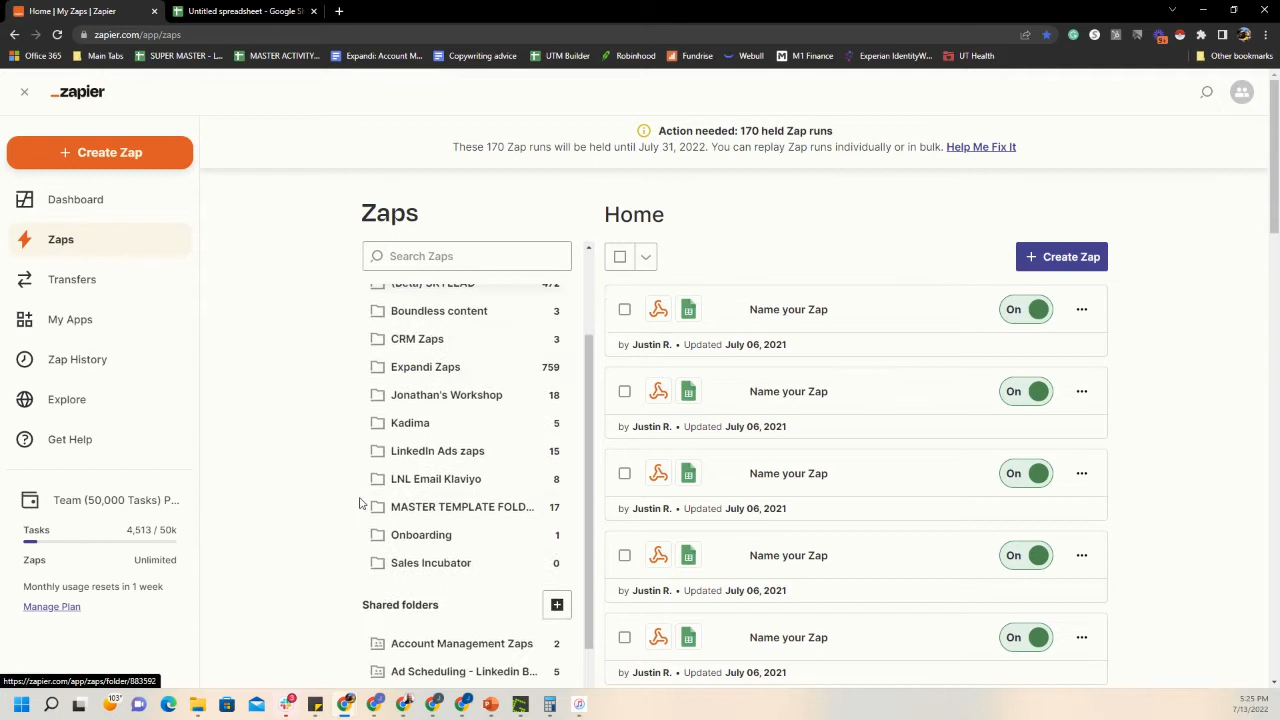 Home | My Zaps | Zapier
Untitled spreadsheet - Google Sh
zapier.com/app/zaps
Office 365
Main Tabs
SUPER MASTER - L...
MASTER ACTIVITY...
Expandi: Account M...
Copywriting advice
UTM Builder
Robinhood
Fundrise
Webull
M1 Finance
Experian IdentityW...
UT Health
Other bookmarks
_zapier
Action needed: 170 held Zap runs
These 170 Zap runs will be held until July 31, 2022. You can replay Zap runs individually or in bulk. Help Me Fix It
+ Create Zap
Dashboard
Zaps
Transfers
My Apps
Zap History
Explore
Get Help
Team (50,000 Tasks) P...
Tasks 4,513 / 50k
Zaps Unlimited
Monthly usage resets in 1 week
Manage Plan
Zaps
Search Zaps
(Beta) SKYLEAD 472
Boundless content 3
CRM Zaps 3
Expandi Zaps 759
Jonathan's Workshop 18
Kadima 5
LinkedIn Ads zaps 15
LNL Email Klaviyo 8
MASTER TEMPLATE FOLD... 17
Onboarding 1
Sales Incubator 0
Shared folders
Account Management Zaps 2
Ad Scheduling - Linkedin B... 5
Home
+ Create Zap
Name your Zap On
by Justin R. • Updated July 06, 2021
Name your Zap On
by Justin R. • Updated July 06, 2021
Name your Zap On
by Justin R. • Updated July 06, 2021
Name your Zap On
by Justin R. • Updated July 06, 2021
Name your Zap On
by Justin R. • Updated July 06, 2021
https://zapier.com/app/zaps/folder/883592
103°
5:25 PM
7/13/2022